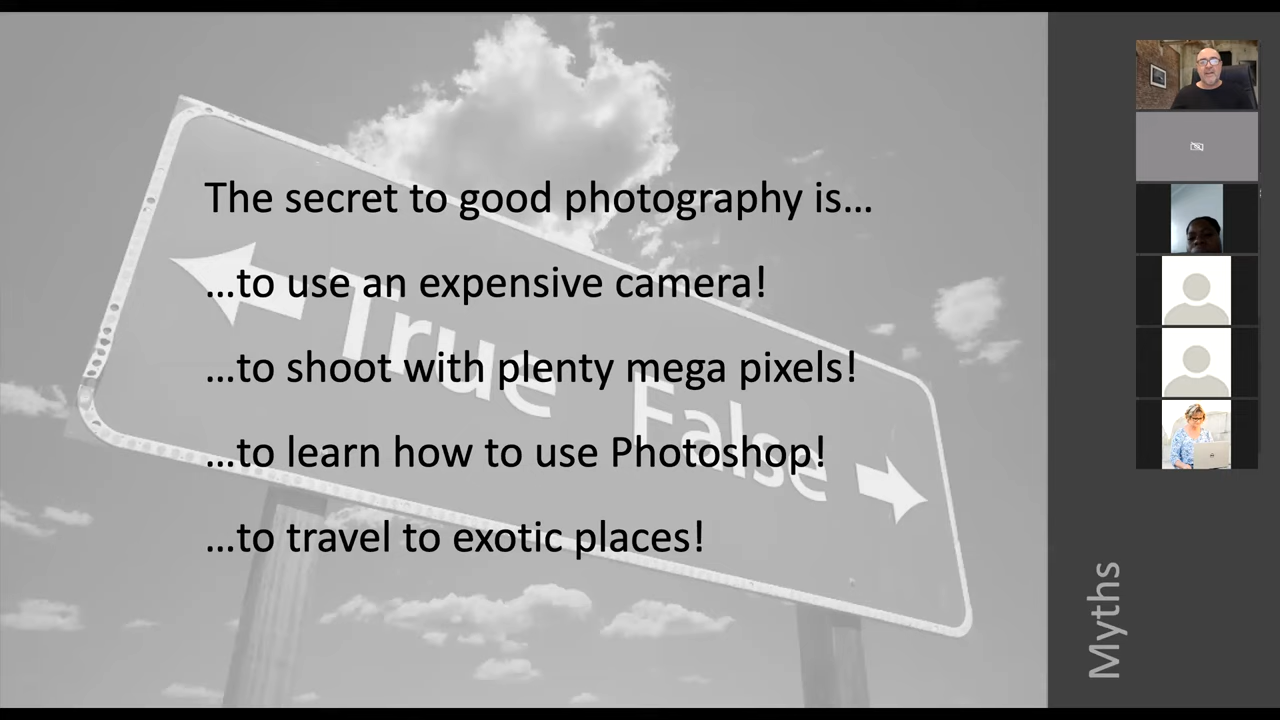 The secret to good photography is...
...to use an expensive camera!
...to shoot with plenty mega pixels!
...to learn how to use Photoshop!
...to travel to exotic places!
True
False
Myths